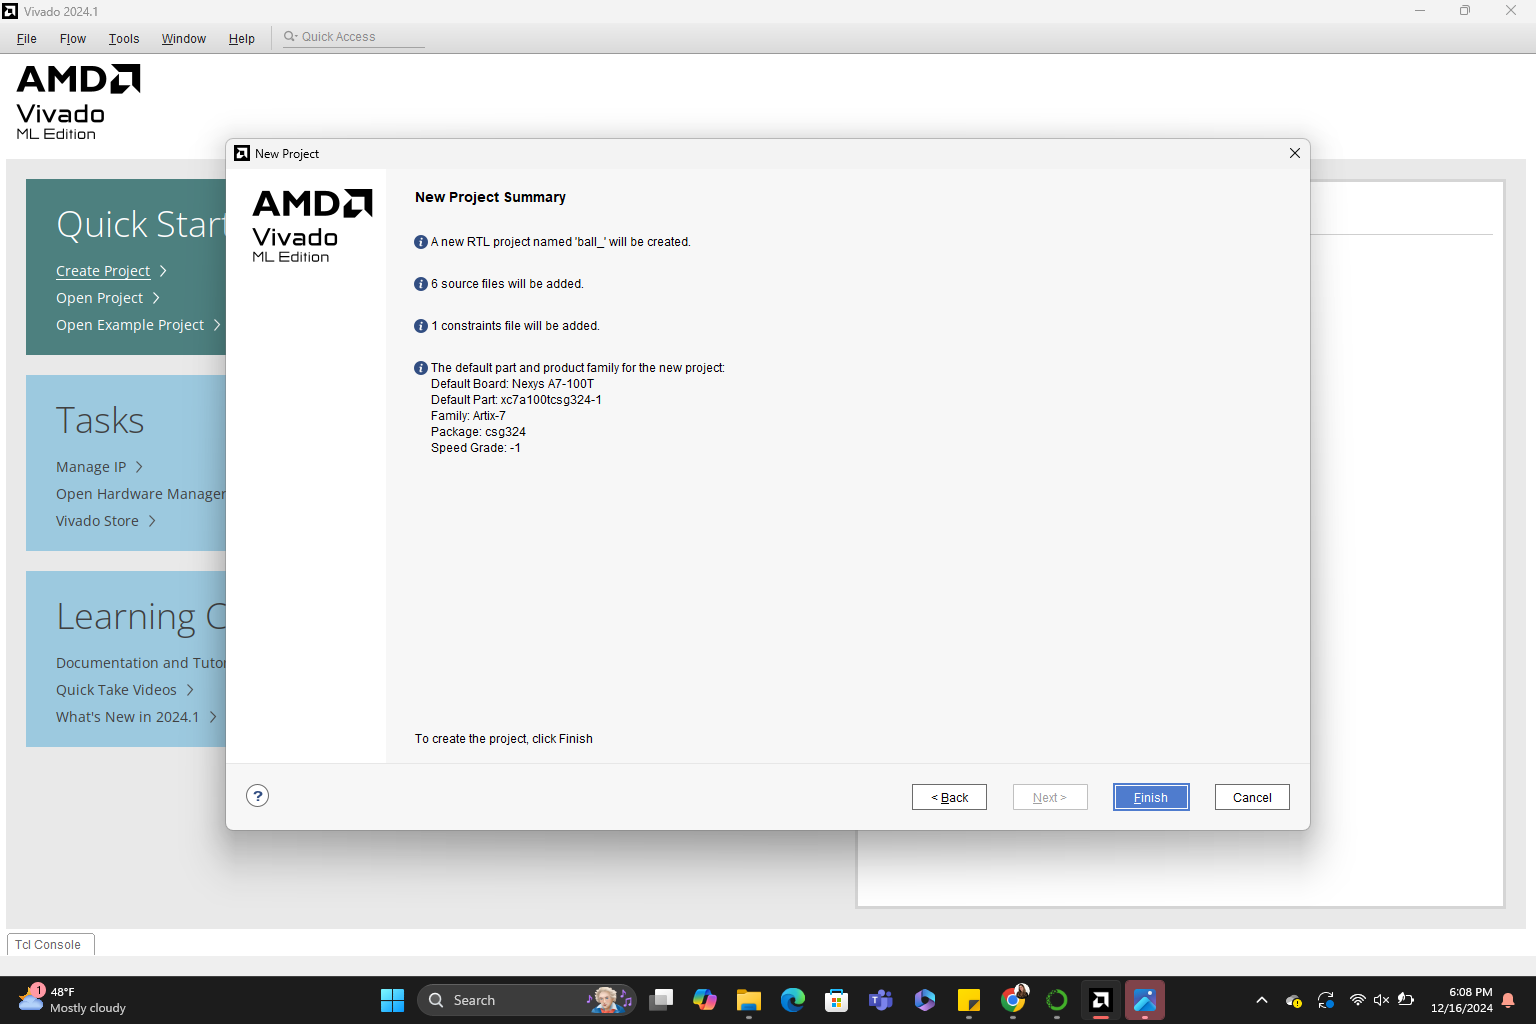 Vivado 2024.1
File Flow Tools Window Help Quick Access
AMD
Vivado
ML Edition
New Project
Quick Start
Create Project
Open Project
Open Example Project
Tasks
Manage IP
Open Hardware Manager
Vivado Store
Learning C
Documentation and Tutor
Quick Take Videos
What's New in 2024.1
AMD
Vivado
ML Edition
New Project Summary
A new RTL project named 'ball_' will be created.
6 source files will be added.
1 constraints file will be added.
The default part and product family for the new project:
Default Board: Nexys A7-100T
Default Part: xc7a100tcsg324-1
Family: Artix-7
Package: csg324
Speed Grade: -1
To create the project, click Finish
?
< Back Next > Finish Cancel
Tcl Console
1
48°F
Mostly cloudy
Search
6:08 PM
12/16/2024